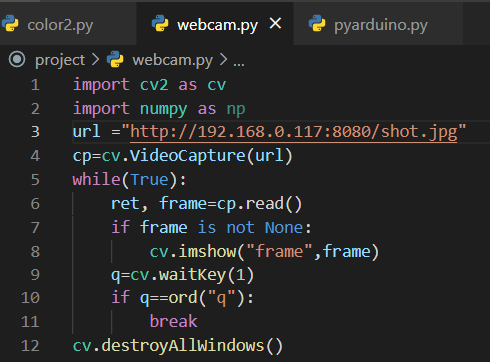 color2.py webcam.py × pyarduino.py
project > webcam.py > ...
1 import cv2 as cv
2 import numpy as np
3 url ="http://192.168.0.117:8080/shot.jpg"
4 cp=cv.VideoCapture(url)
5 while(True):
6     ret, frame=cp.read()
7     if frame is not None:
8         cv.imshow("frame",frame)
9     q=cv.waitKey(1)
10     if q==ord("q"):
11         break
12 cv.destroyAllWindows()